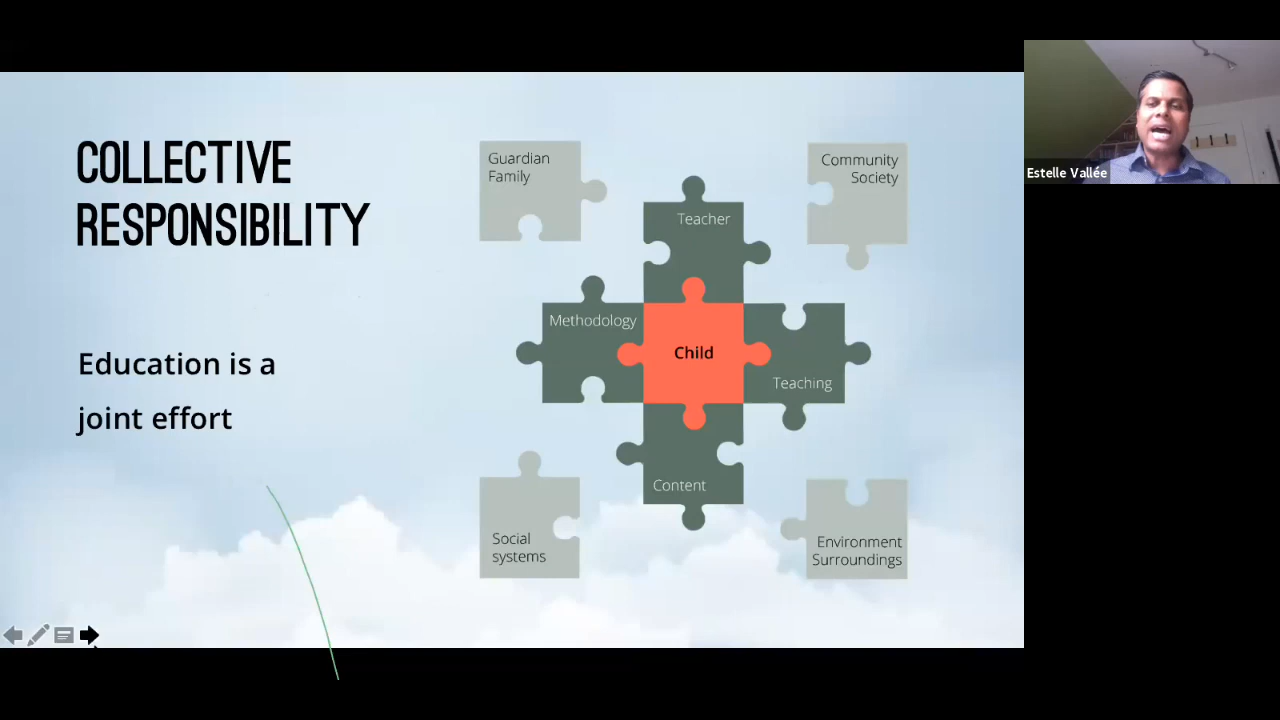 COLLECTIVE
RESPONSIBILITY
Education is a
joint effort
Guardian
Family
Community
Society
Teacher
Methodology
Child
Teaching
Content
Social
systems
Environment
Surroundings
Estelle Vallée